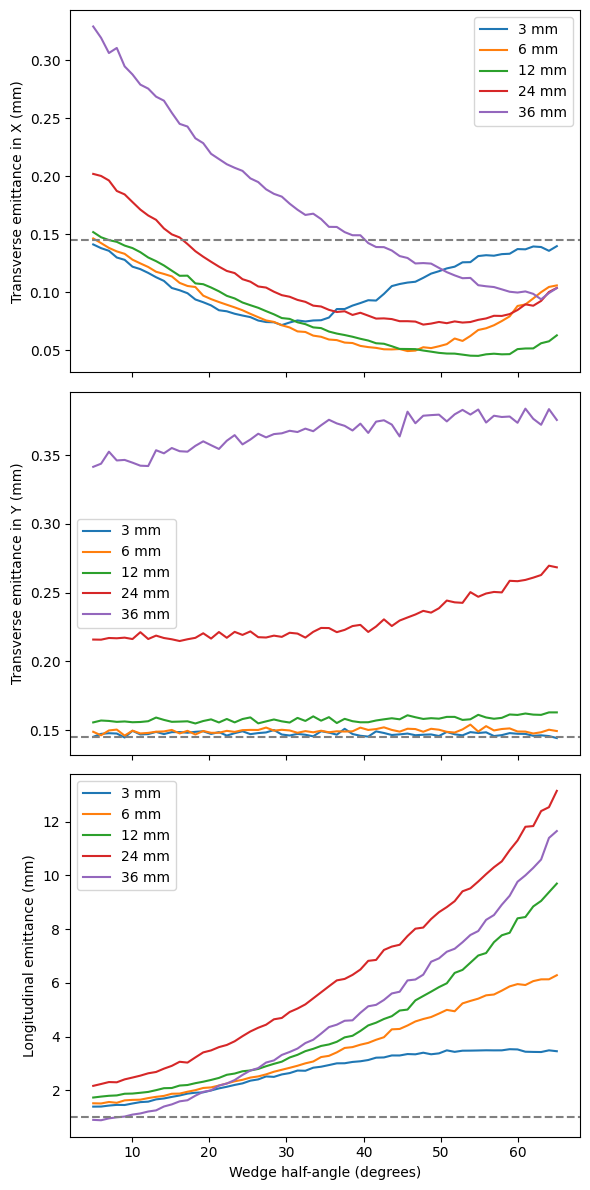 Transverse emittance in X (mm)
0.30
0.25
0.20
0.15
0.10
0.05
3 mm
6 mm
12 mm
24 mm
36 mm
Transverse emittance in Y (mm)
0.35
0.30
0.25
0.20
0.15
3 mm
6 mm
12 mm
24 mm
36 mm
Longitudinal emittance (mm)
12
10
8
6
4
2
3 mm
6 mm
12 mm
24 mm
36 mm
10 20 30 40 50 60
Wedge half-angle (degrees)